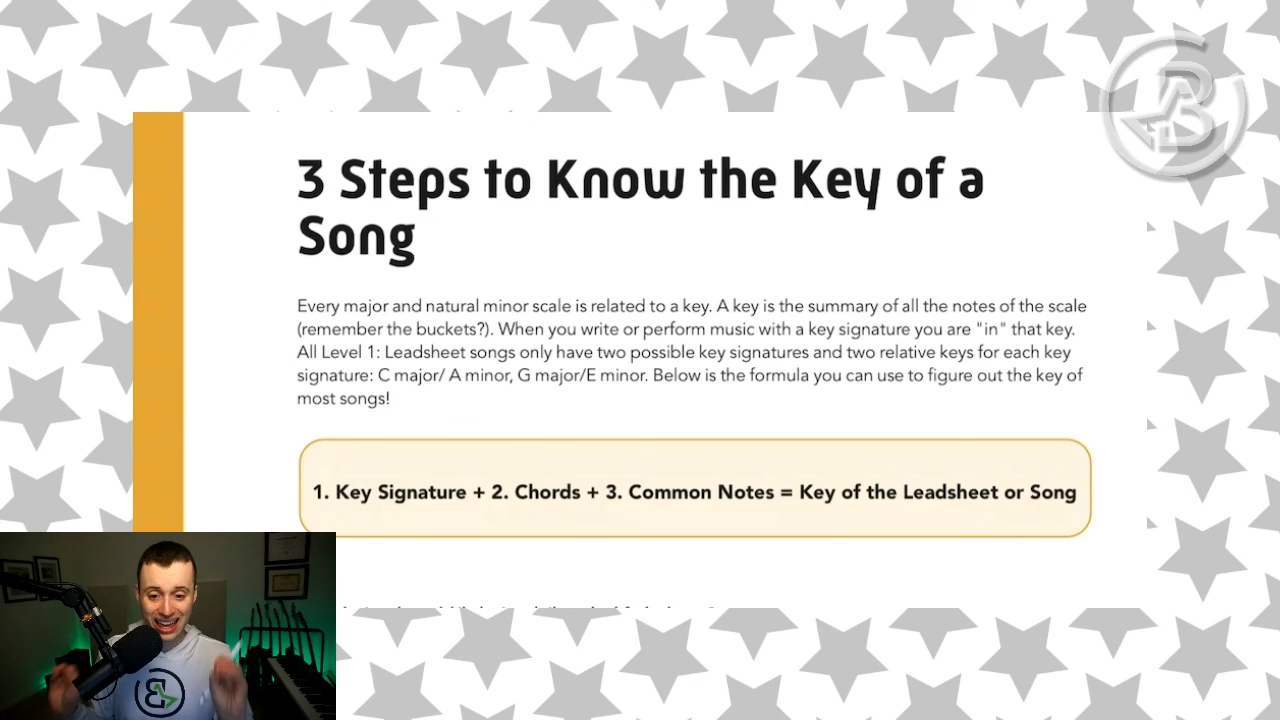 3 Steps to Know the Key of a
Song
Every major and natural minor scale is related to a key. A key is the summary of all the notes of the scale
(remember the buckets?). When you write or perform music with a key signature you are "in" that key.
All Level 1: Leadsheet songs only have two possible key signatures and two relative keys for each key
signature: C major/ A minor, G major/E minor. Below is the formula you can use to figure out the key of
most songs!
1. Key Signature + 2. Chords + 3. Common Notes = Key of the Leadsheet or Song